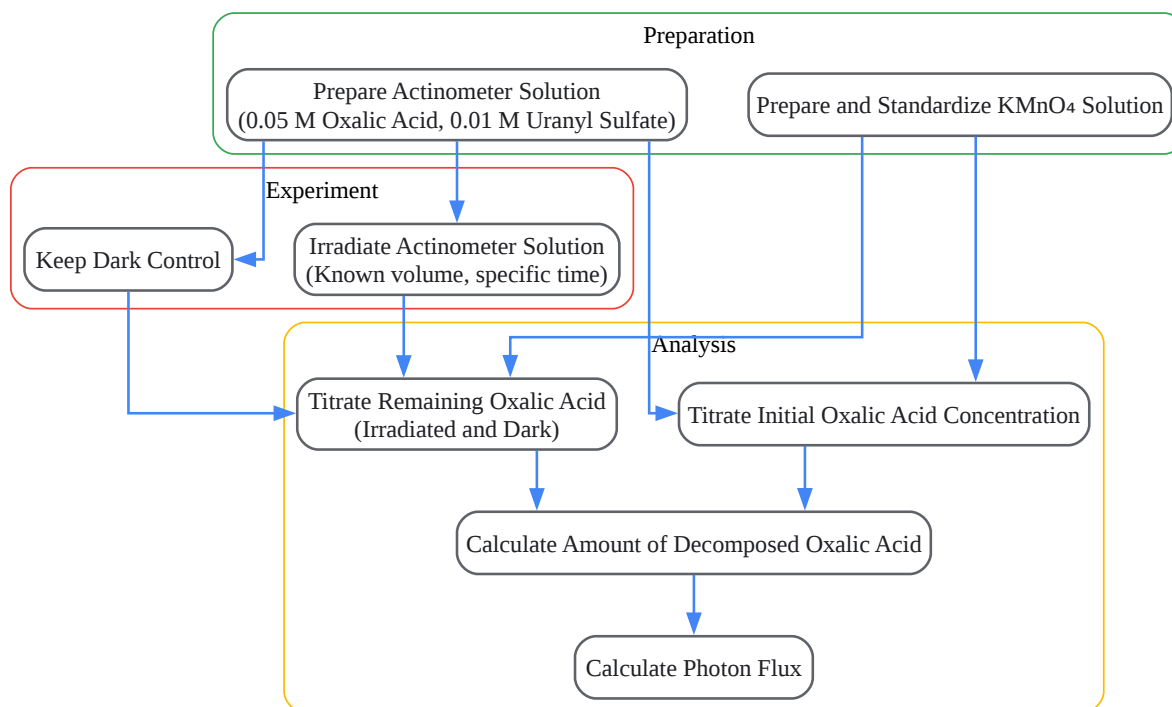 Preparation
Prepare Actinometer Solution
(0.05 M Oxalic Acid, 0.01 M Uranyl Sulfate)
Prepare and Standardize KMnO₄ Solution
Experiment
Keep Dark Control
Irradiate Actinometer Solution
(Known volume, specific time)
Analysis
Titrate Remaining Oxalic Acid
(Irradiated and Dark)
Titrate Initial Oxalic Acid Concentration
Calculate Amount of Decomposed Oxalic Acid
Calculate Photon Flux